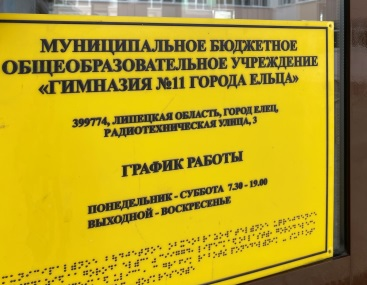 МУНИЦИПАЛЬНОЕ БЮДЖЕТНОЕ
ОБЩЕОБРАЗОВАТЕЛЬНОЕ УЧРЕЖДЕНИЕ
«ГИМНАЗИЯ №11 ГОРОДА ЕЛЬЦА»
399774, ЛИПЕЦКАЯ ОБЛАСТЬ, ГОРОД ЕЛЕЦ,
РАДИОТЕХНИЧЕСКАЯ УЛИЦА, 3
ГРАФИК РАБОТЫ
ПОНЕДЕЛЬНИК - СУББОТА 7.30 - 19.00
ВЫХОДНОЙ - ВОСКРЕСЕНЬЕ